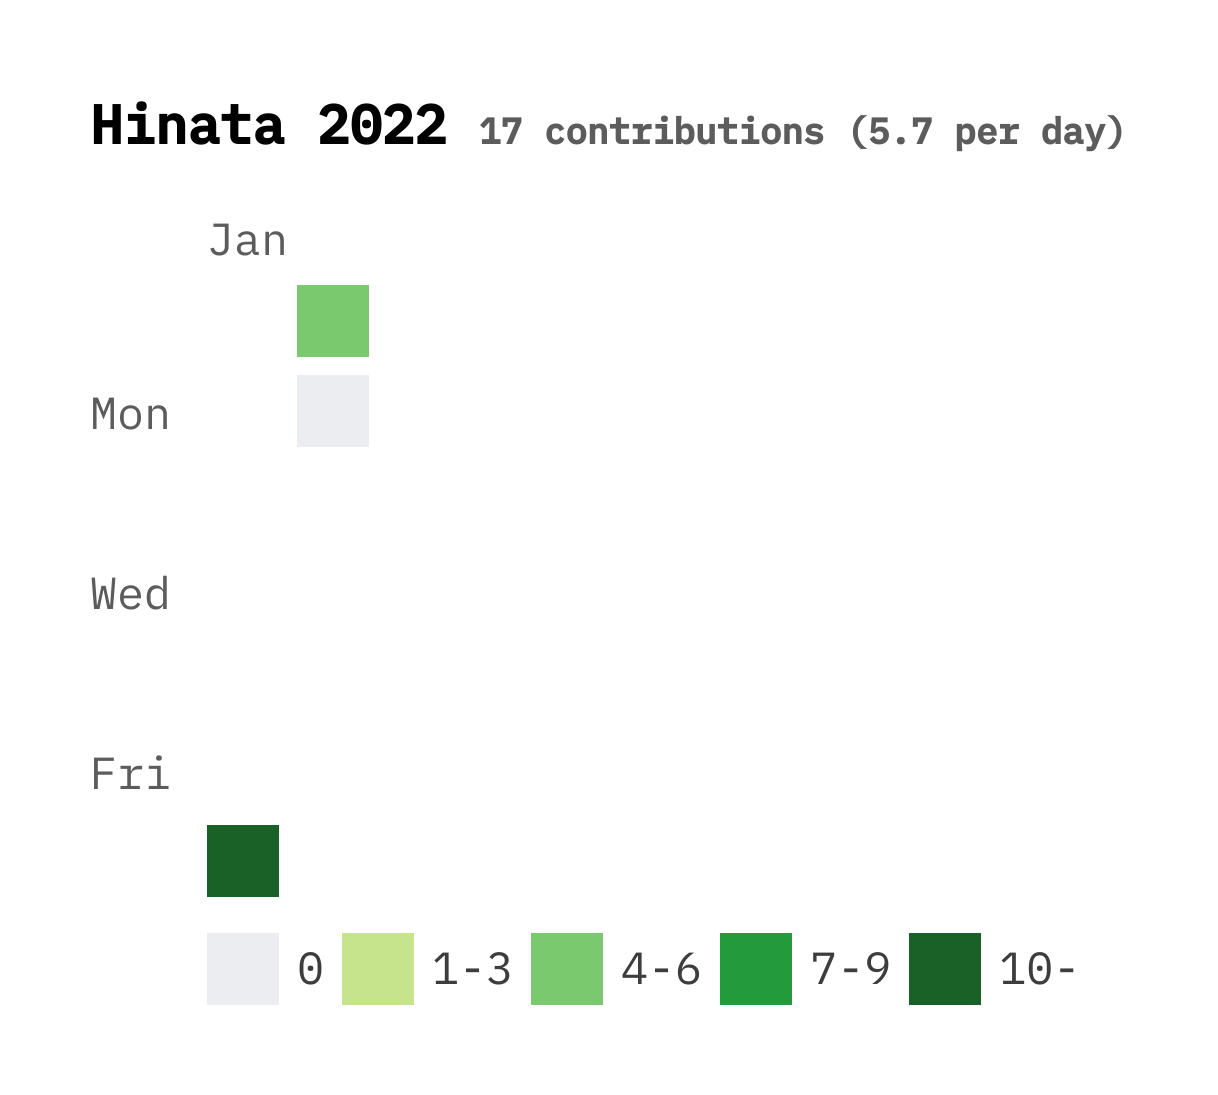 Hinata 2022 17 contributions (5.7 per day)
Jan
Mon
Wed
Fri
0 1-3 4-6 7-9 10-